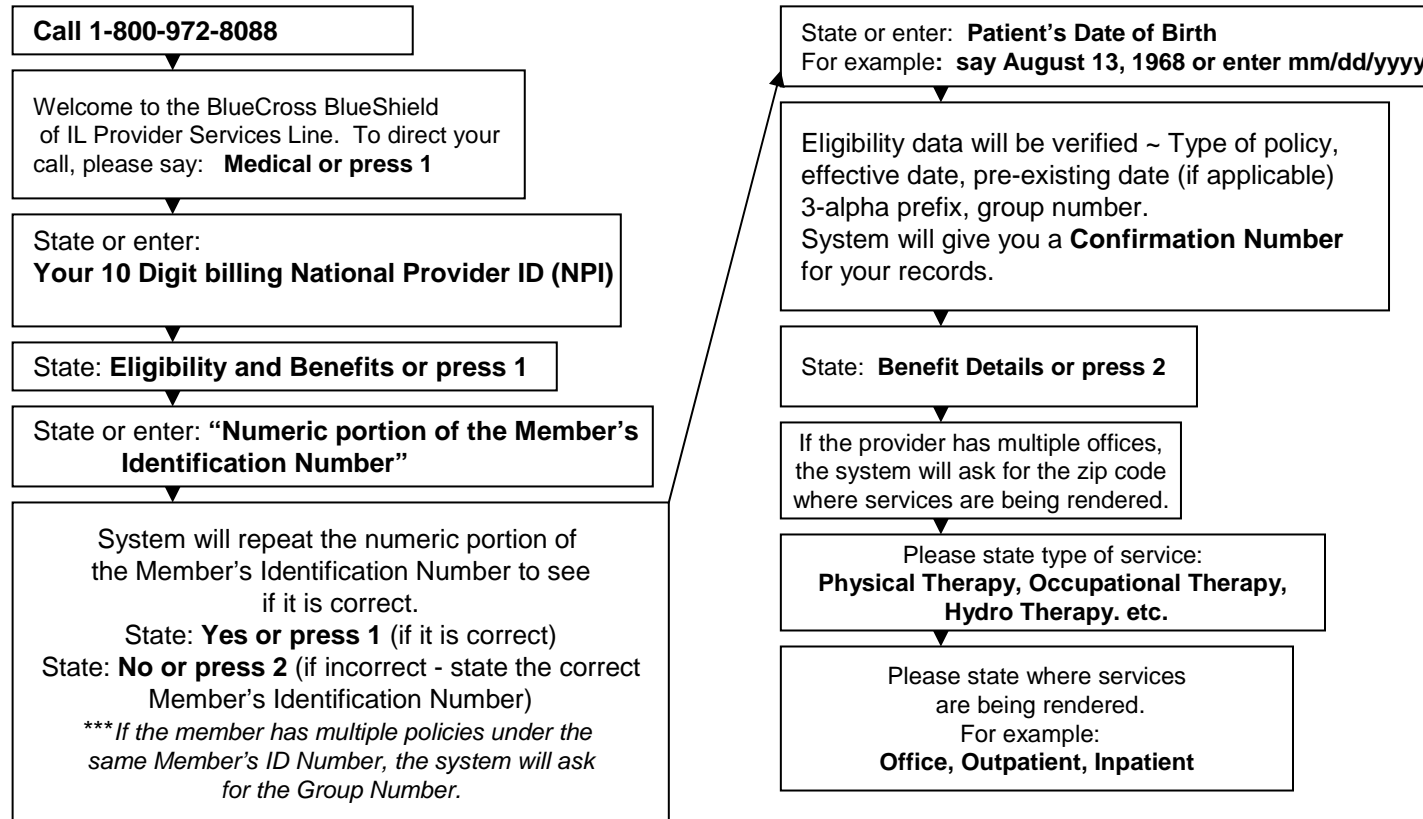 Call 1-800-972-8088
Welcome to the BlueCross BlueShield
of IL Provider Services Line. To direct your
call, please say: Medical or press 1
State or enter:
Your 10 Digit billing National Provider ID (NPI)
State: Eligibility and Benefits or press 1
State or enter: “Numeric portion of the Member’s
Identification Number”
System will repeat the numeric portion of
the Member’s Identification Number to see
if it is correct.
State: Yes or press 1 (if it is correct)
State: No or press 2 (if incorrect - state the correct
Member’s Identification Number)
***If the member has multiple policies under the
same Member’s ID Number, the system will ask
for the Group Number.
State or enter: Patient’s Date of Birth
For example: say August 13, 1968 or enter mm/dd/yyyy
Eligibility data will be verified ~ Type of policy,
effective date, pre-existing date (if applicable)
3-alpha prefix, group number.
System will give you a Confirmation Number
for your records.
State: Benefit Details or press 2
If the provider has multiple offices,
the system will ask for the zip code
where services are being rendered.
Please state type of service:
Physical Therapy, Occupational Therapy,
Hydro Therapy. etc.
Please state where services
are being rendered.
For example:
Office, Outpatient, Inpatient